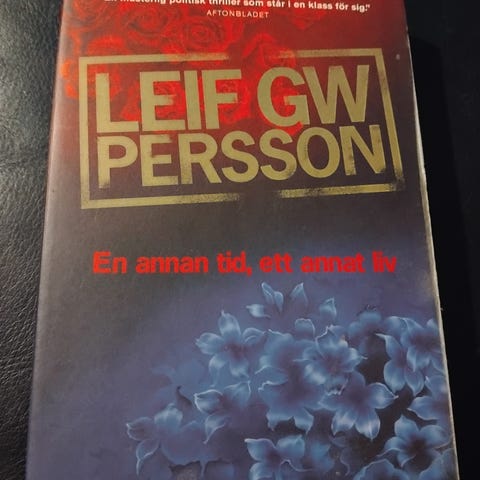 en mästerlig politisk thriller som står i en klass för sig."
AFTONBLADET
LEIF GW
PERSSON
En annan tid, ett annat liv